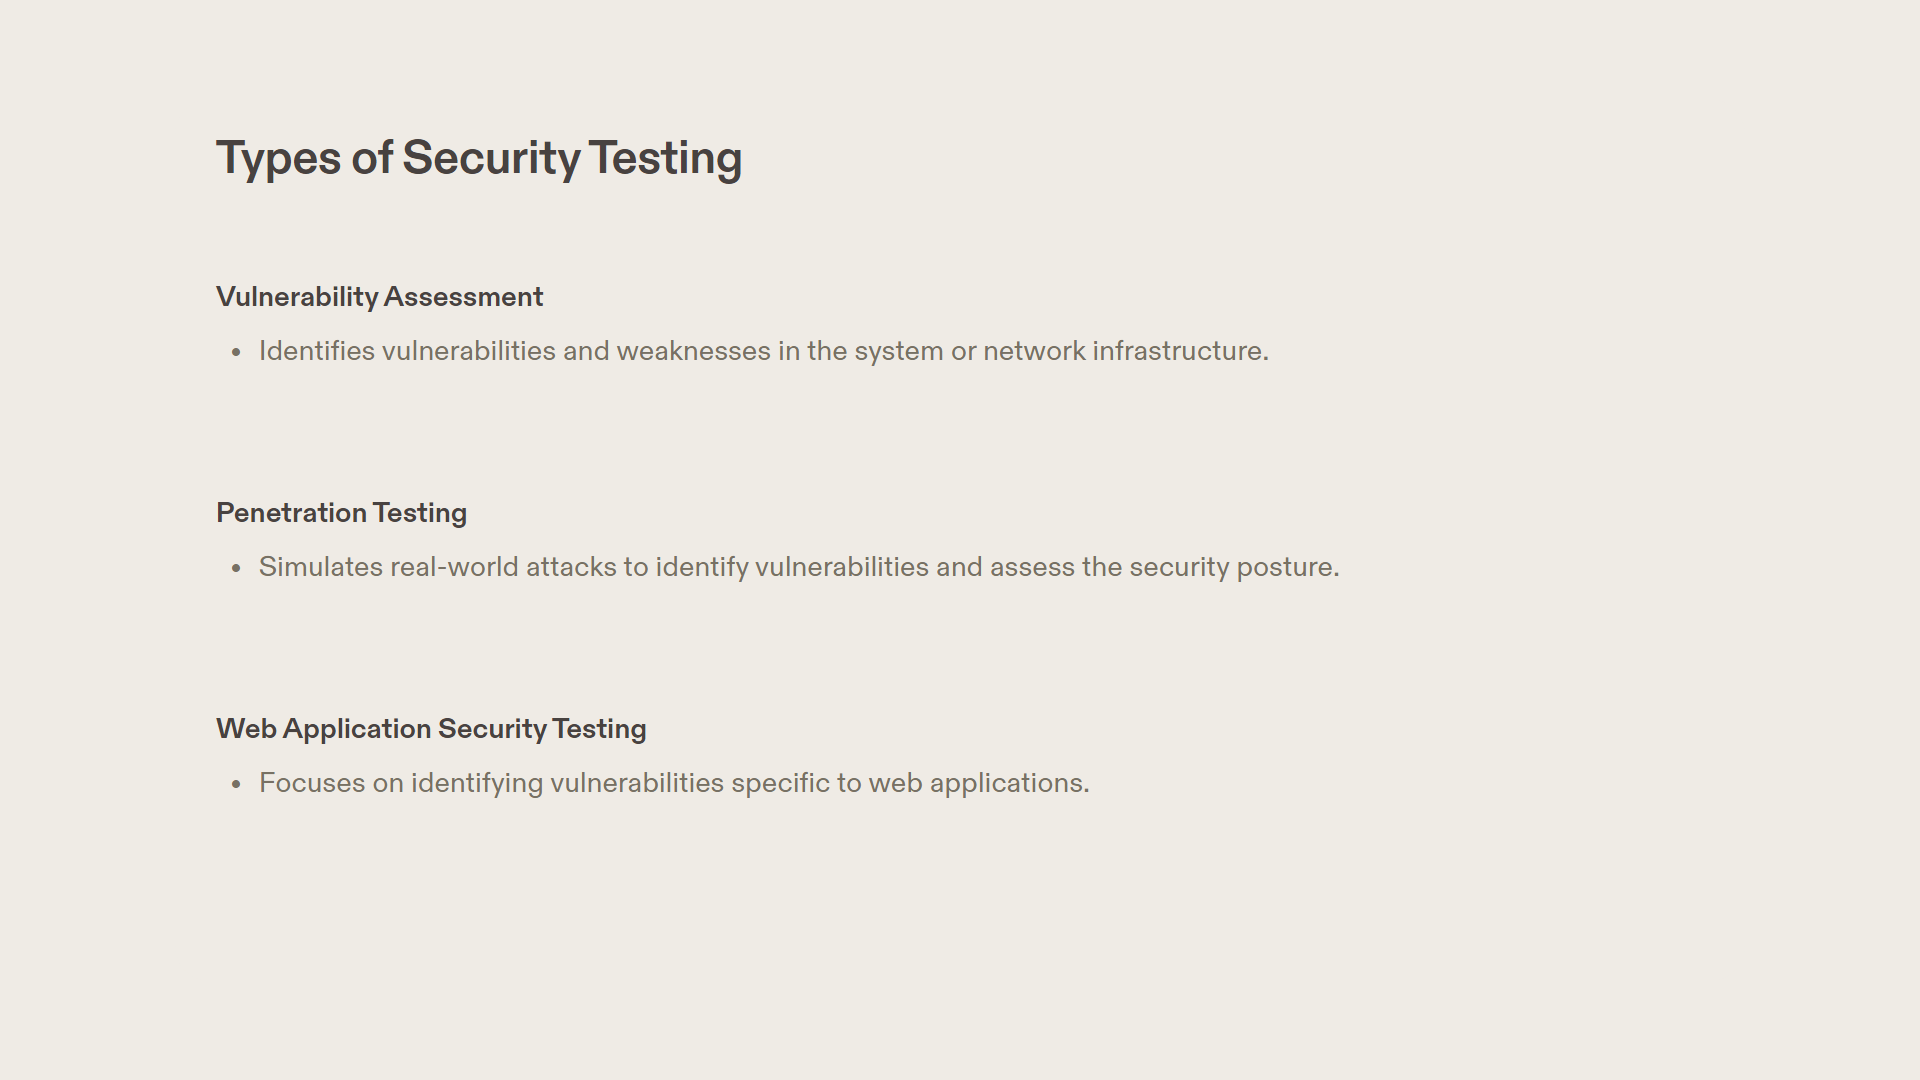 Types of Security Testing
Vulnerability Assessment
• Identifies vulnerabilities and weaknesses in the system or network infrastructure.
Penetration Testing
• Simulates real-world attacks to identify vulnerabilities and assess the security posture.
Web Application Security Testing
• Focuses on identifying vulnerabilities specific to web applications.